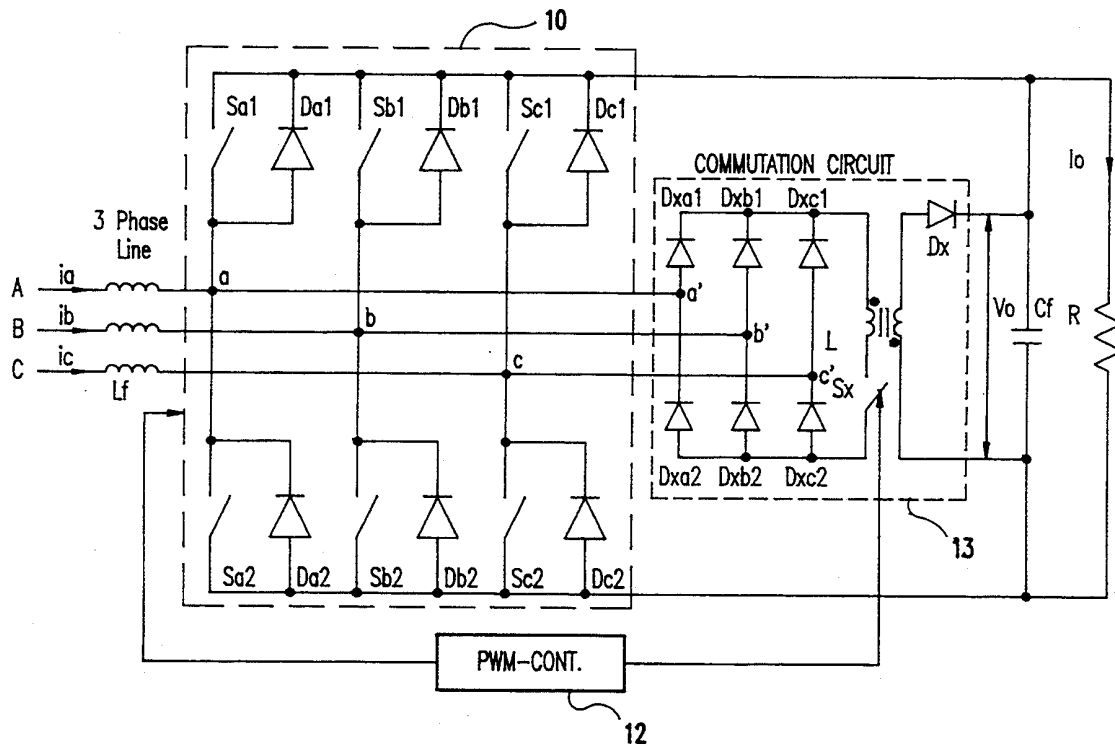 10
Sa1 Da1 Sb1 Db1 Sc1 Dc1
Io
COMMUTATION CIRCUIT
Dxa1 Dxb1 Dxc1
3 Phase
Line
Dx
A ia a a'
Vo Cf R
B ib b b' L
C ic c c' Sx
Lf
Dxa2 Dxb2 Dxc2
13
Sa2 Da2 Sb2 Db2 Sc2 Dc2
PWM-CONT.
12